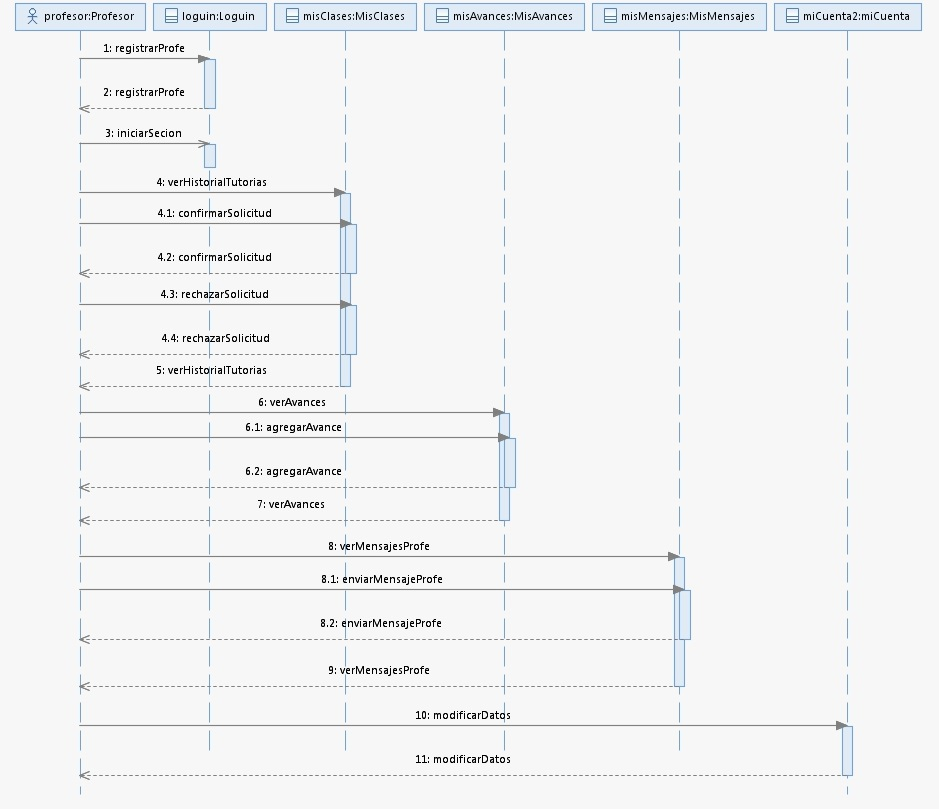 profesor:Profesor
loguin:Loguin
misClases:MisClases
misAvances:MisAvances
misMensajes:MisMensajes
miCuenta2:miCuenta
1: registrarProfe
2: registrarProfe
3: iniciarSecion
4: verHistorialTutorias
4.1: confirmarSolicitud
4.2: confirmarSolicitud
4.3: rechazarSolicitud
4.4: rechazarSolicitud
5: verHistorialTutorias
6: verAvances
6.1: agregarAvance
6.2: agregarAvance
7: verAvances
8: verMensajesProfe
8.1: enviarMensajeProfe
8.2: enviarMensajeProfe
9: verMensajesProfe
10: modificarDatos
11: modificarDatos